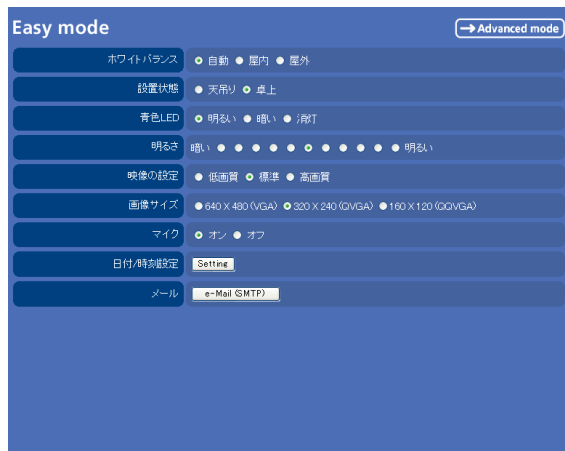 Easy mode
Advanced mode
ホワイトバランス 自動 屋内 屋外
設置状態 天吊り 卓上
青色LED 明るい 暗い 消灯
明るさ 暗い 明るい
映像の設定 低画質 標準 高画質
画像サイズ 640 X 480 (VGA) 320 X 240 (QVGA) 160 X 120 (QQVGA)
マイク オン オフ
日付/時刻設定 Setting
メール e-Mail (SMTP)